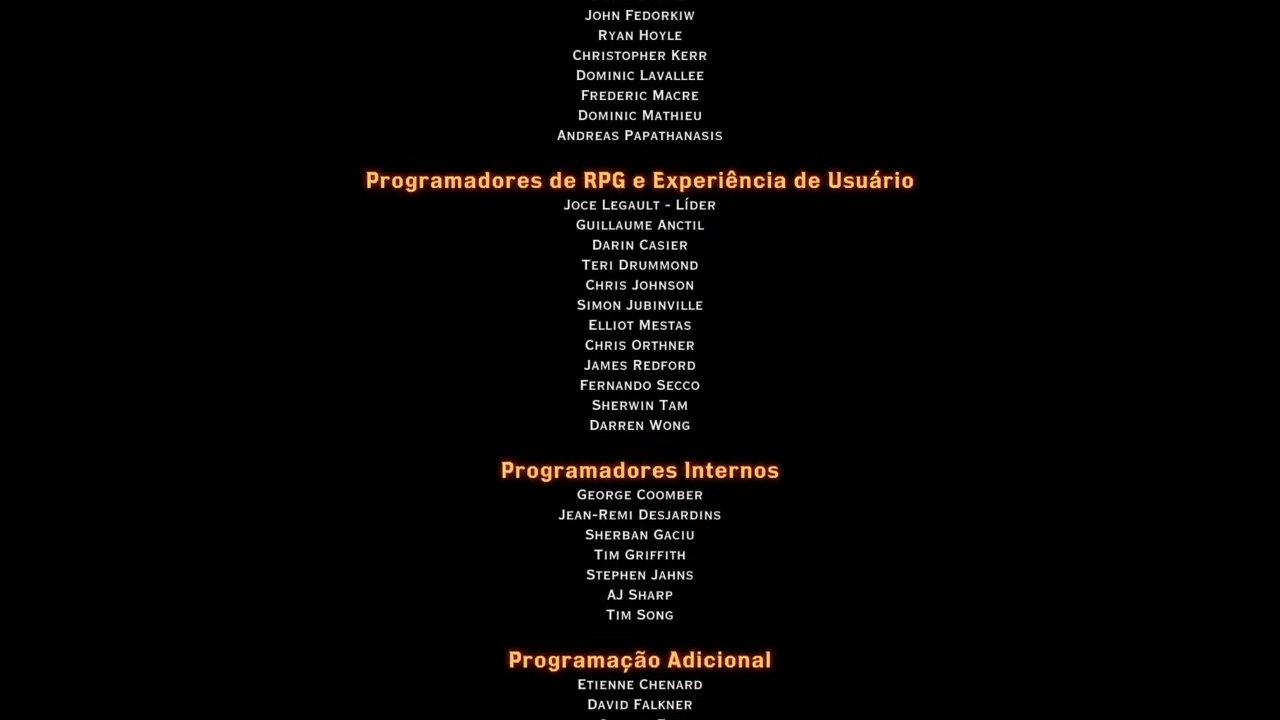 JOHN FEDORKIW
RYAN HOYLE
CHRISTOPHER KERR
DOMINIC LAVALLEE
FREDERIC MACRE
DOMINIC MATHIEU
ANDREAS PAPATHANASIS
Programadores de RPG e Experiência de Usuário
JOCE LEGAULT - LÍDER
GUILLAUME ANCTIL
DARIN CASIER
TERI DRUMMOND
CHRIS JOHNSON
SIMON JUBINVILLE
ELLIOT MESTAS
CHRIS ORTHNER
JAMES REDFORD
FERNANDO SECCO
SHERWIN TAM
DARREN WONG
Programadores Internos
GEORGE COOMBER
JEAN-REMI DESJARDINS
SHERBAN GACIU
TIM GRIFFITH
STEPHEN JAHNS
AJ SHARP
TIM SONG
Programação Adicional
ETIENNE CHENARD
DAVID FALKNER